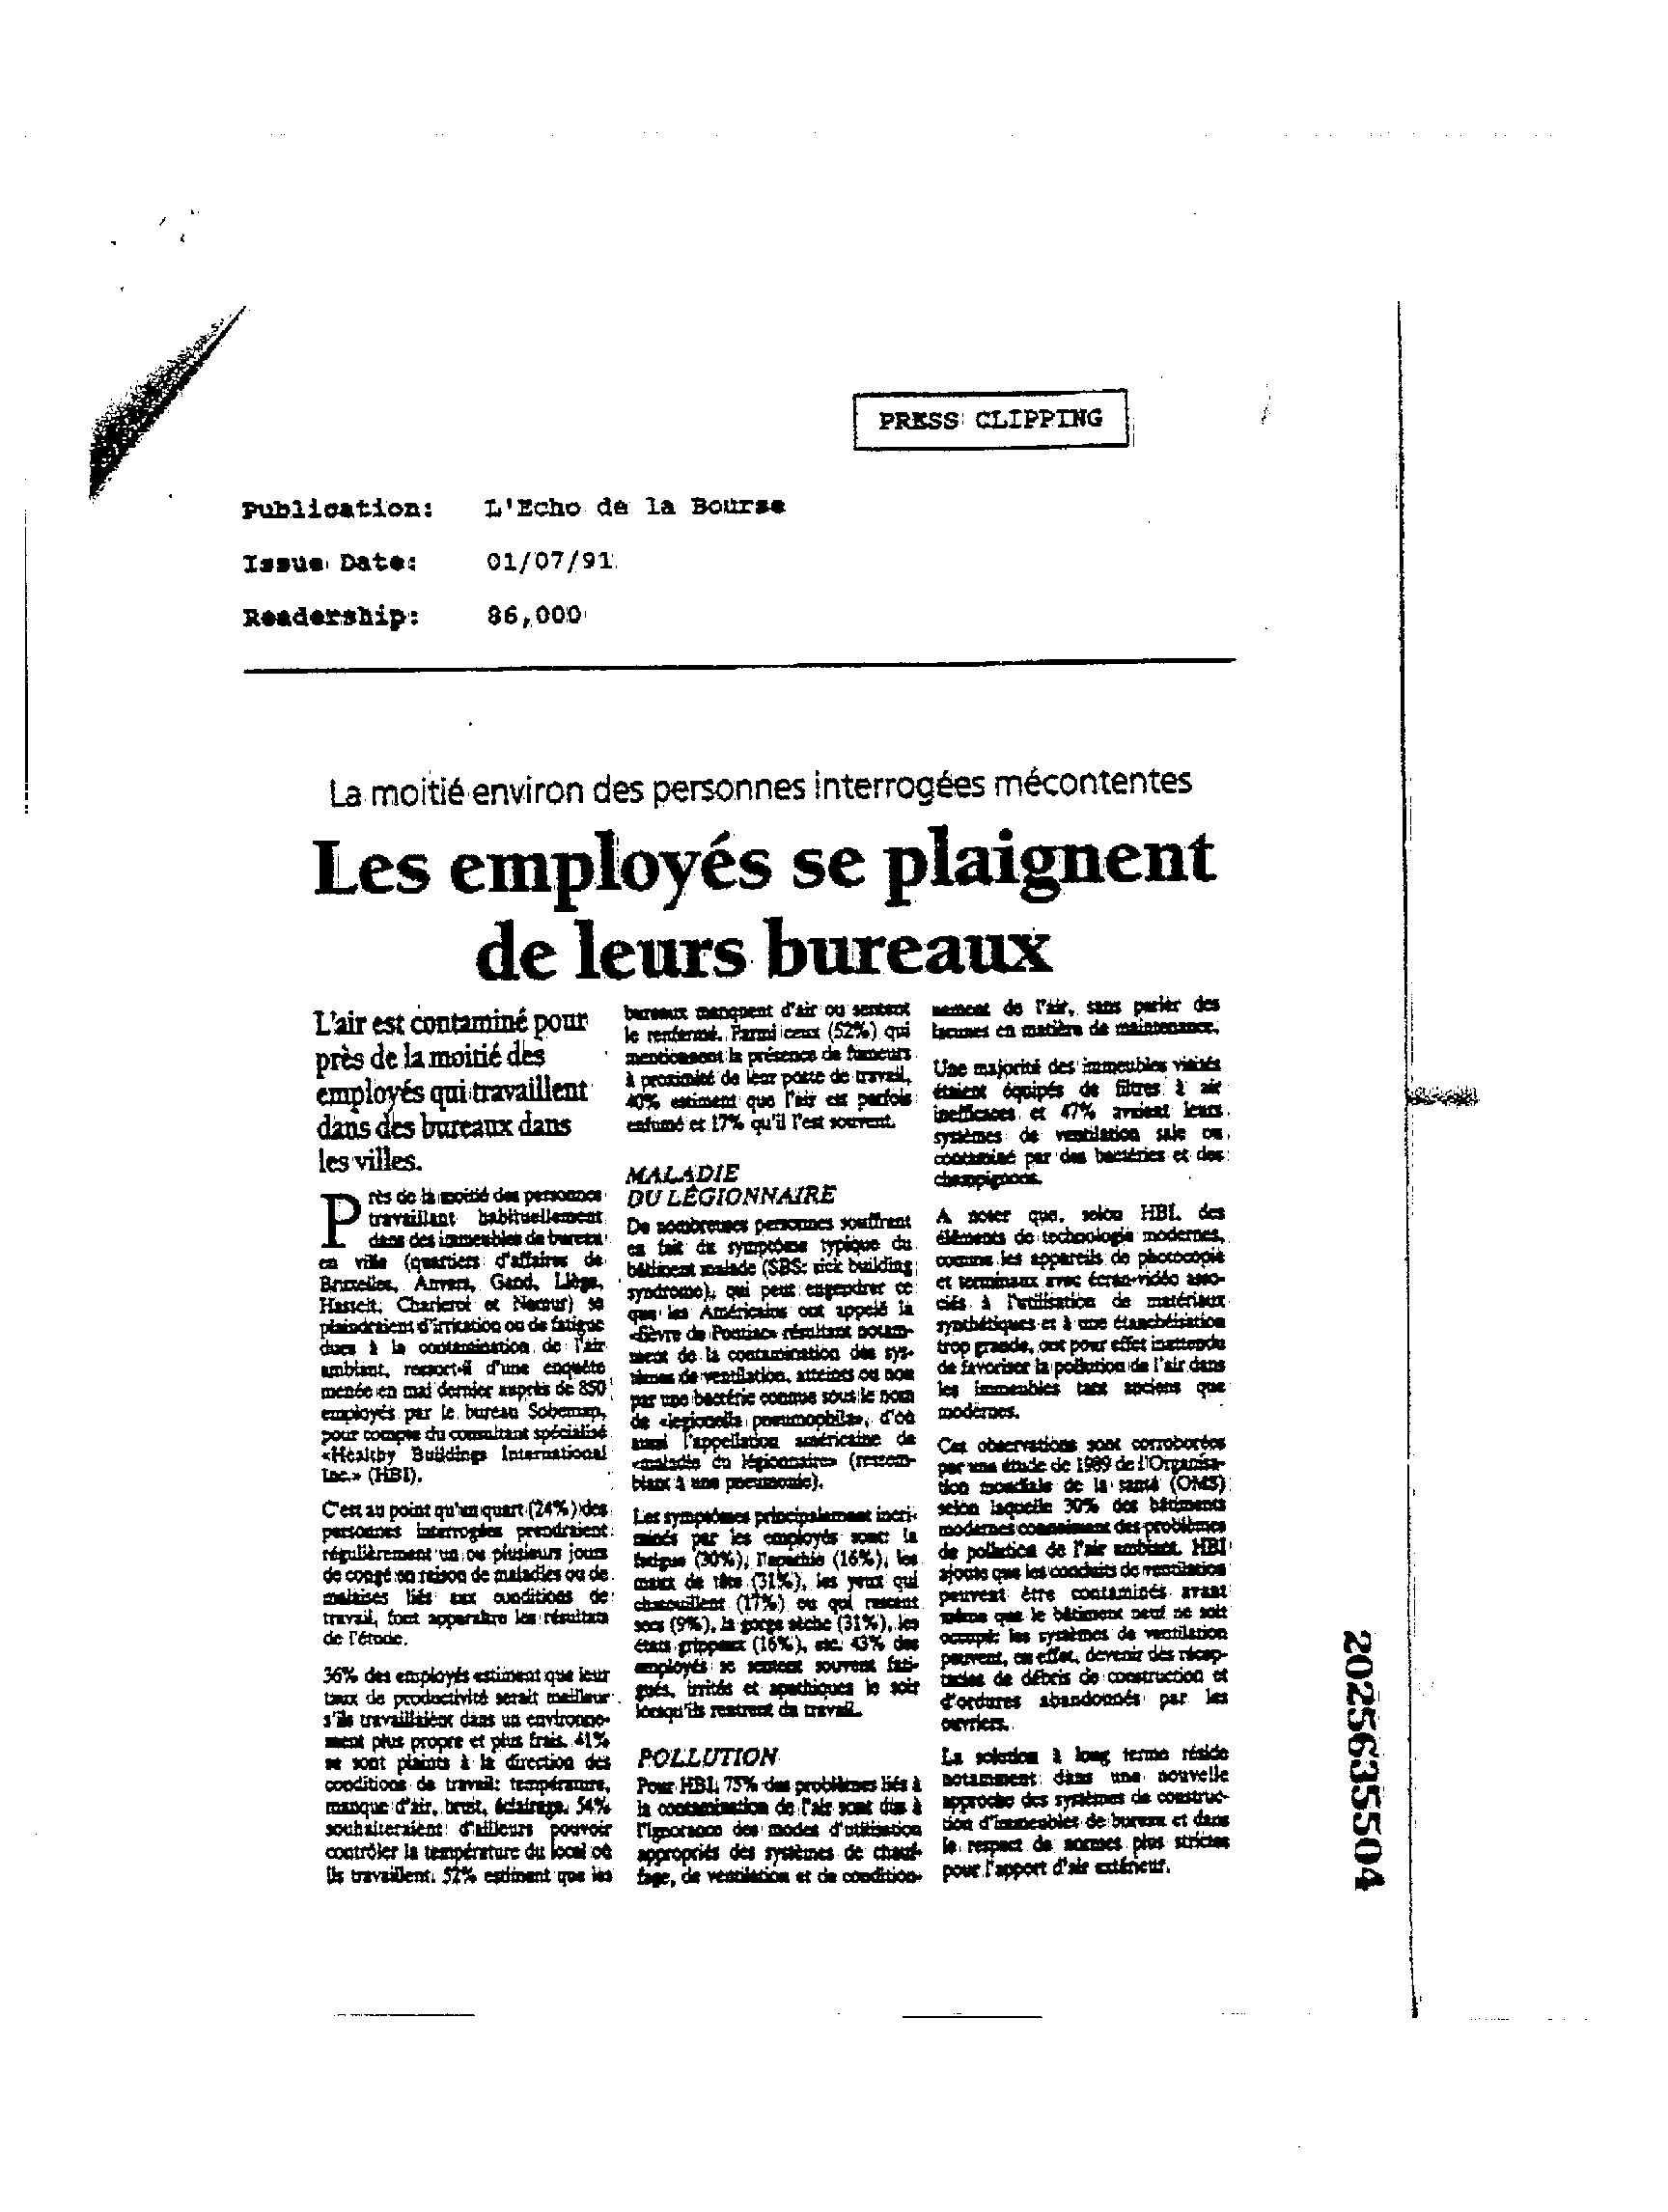 PRESS CLIPPING
Publication: L'Echo de la Bourse
Issue Date: 01/07/91
Readership: 86,000
La moitié environ des personnes interrogées mécontentes
Les employés se plaignent
de leurs bureaux
L'air est contaminé pour
près de la moitié des
employés qui travaillent
dans des bureaux dans
les villes.
Près de la moitié des personnes
travaillant habituellement
dans des immeubles de bureau
en ville (quartiers d'affaires de
Bruxelles, Anvers, Gand, Liège,
Hasselt, Charleroi et Namur) se
plaindraient d'irritation ou de fatigue
dues à la contamination de l'air
ambiant, ressort-il d'une enquête
menée en mai dernier auprès de 850
employés par le bureau Sobemap,
pour compte du consultant spécialisé
«Healthy Buildings International
Inc.» (HBI).
C'est au point qu'un quart (24%) des
personnes interrogées prendraient
régulièrement un ou plusieurs jours
de congé en raison de maladies ou de
malaises liés aux conditions de
travail, font apparaître les résultats
de l'étude.
36% des employés estiment que leur
taux de productivité serait meilleur
s'ils travaillaient dans un environne-
ment plus propre et plus frais. 41%
se sont plaints à la direction des
conditions de travail: température,
manque d'air, bruit, éclairage. 54%
souhaiteraient d'ailleurs pouvoir
contrôler la température du local où
ils travaillent. 52% estiment que les
bureaux manquent d'air ou sentent
le renfermé. Parmi ceux (52%) qui
mentionnent la présence de fumeurs
à proximité de leur poste de travail,
40% estiment que l'air est parfois
enfumé et 17% qu'il l'est souvent.
MALADIE
DU LÉGIONNAIRE
De nombreuses personnes souffrent
en fait du symptôme typique du
bâtiment malade (SBS: sick building
syndrome), qui peut engendrer ce
que les Américains ont appelé la
«fièvre de Pontiac» résultant notam-
ment de la contamination des sys-
tèmes de ventilation, atteints ou non
par une bactérie connue sous le nom
de «legionella pneumophila», d'où
aussi l'appellation américaine de
«maladie du légionnaire» (ressem-
blant à une pneumonie).
Les symptômes principalement incri-
minés par les employés sont: la
fatigue (30%), l'apathie (16%), les
maux de tête (31%), les yeux qui
chatouillent (17%) ou qui restent
secs (9%), la gorge sèche (31%), les
états grippaux (16%), etc. 43% des
employés se sentent souvent fati-
gués, irrités et apathiques le soir
lorsqu'ils rentrent du travail.
POLLUTION
Pour HBI, 75% des problèmes liés à
la contamination de l'air sont dus à
l'ignorance des modes d'utilisation
appropriés des systèmes de chauf-
fage, de ventilation et de condition-
nement de l'air, sans parler des
lacunes en matière de maintenance.
Une majorité des immeubles visités
étaient équipés de filtres à air
inefficaces et 47% avaient leurs
systèmes de ventilation sale ou
contaminé par des bactéries et des
champignons.
A noter que, selon HBI, des
éléments de technologie modernes,
comme les appareils de photocopie
et terminaux avec écran-vidéo asso-
ciés à l'utilisation de matériaux
synthétiques et à une étanchéisation
trop grande, ont pour effet inattendu
de favoriser la pollution de l'air dans
les immeubles tant anciens que
modernes.
Ces observations sont corroborées
par une étude de 1989 de l'Organisa-
tion mondiale de la santé (OMS)
selon laquelle 30% des bâtiments
modernes connaissent des problèmes
de pollution de l'air ambiant. HBI
ajoute que les conduits de ventilation
peuvent être contaminés avant
même que le bâtiment neuf ne soit
occupé: les systèmes de ventilation
peuvent, en effet, devenir des récep-
tacles de débris de construction et
d'ordures abandonnés par les
ouvriers.
La solution à long terme réside
notamment dans une nouvelle
approche des systèmes de construc-
tion d'immeubles de bureau et dans
le respect de normes plus strictes
pour l'apport d'air extérieur.
2025635504